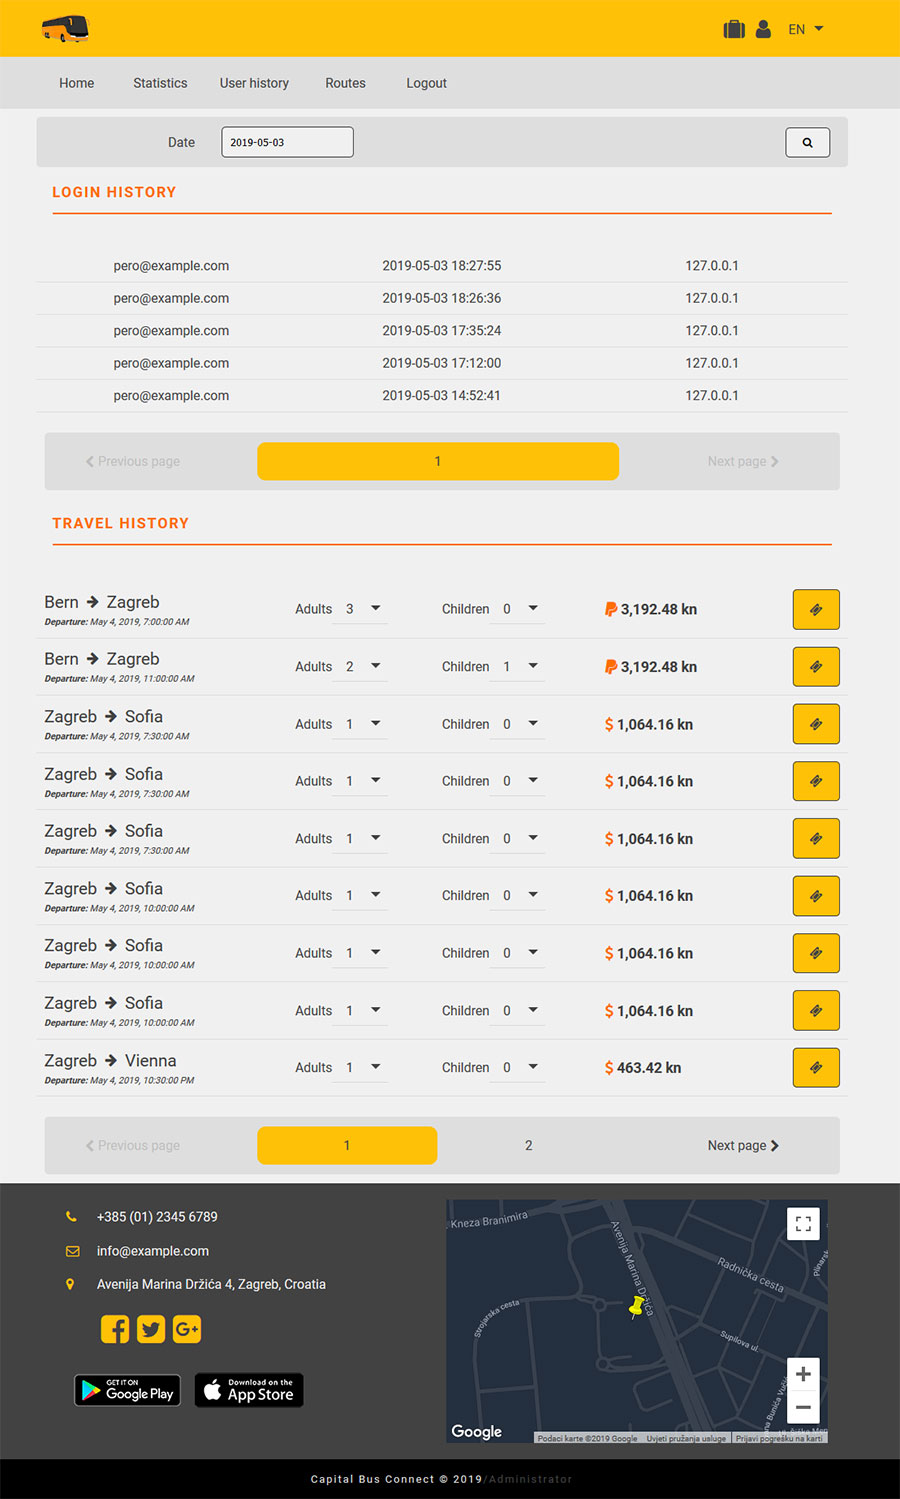 EN
Home Statistics User history Routes Logout
Date 2019-05-03
LOGIN HISTORY
pero@example.com 2019-05-03 18:27:55 127.0.0.1
pero@example.com 2019-05-03 18:26:36 127.0.0.1
pero@example.com 2019-05-03 17:35:24 127.0.0.1
pero@example.com 2019-05-03 17:12:00 127.0.0.1
pero@example.com 2019-05-03 14:52:41 127.0.0.1
Previous page 1 Next page
TRAVEL HISTORY
Bern → Zagreb Adults 3 Children 0 3,192.48 kn
Departure: May 4, 2019, 7:00:00 AM
Bern → Zagreb Adults 2 Children 1 3,192.48 kn
Departure: May 4, 2019, 11:00:00 AM
Zagreb → Sofia Adults 1 Children 0 $ 1,064.16 kn
Departure: May 4, 2019, 7:30:00 AM
Zagreb → Sofia Adults 1 Children 0 $ 1,064.16 kn
Departure: May 4, 2019, 7:30:00 AM
Zagreb → Sofia Adults 1 Children 0 $ 1,064.16 kn
Departure: May 4, 2019, 7:30:00 AM
Zagreb → Sofia Adults 1 Children 0 $ 1,064.16 kn
Departure: May 4, 2019, 10:00:00 AM
Zagreb → Sofia Adults 1 Children 0 $ 1,064.16 kn
Departure: May 4, 2019, 10:00:00 AM
Zagreb → Sofia Adults 1 Children 0 $ 1,064.16 kn
Departure: May 4, 2019, 10:00:00 AM
Zagreb → Vienna Adults 1 Children 0 $ 463.42 kn
Departure: May 4, 2019, 10:30:00 PM
Previous page 1 2 Next page
+385 (01) 2345 6789
info@example.com
Avenija Marina Držića 4, Zagreb, Croatia
GET IT ON
Google Play
Download on the
App Store
Kneza Branimira
Avenija Marina Držića
Radnička cesta
Strojarska cesta
Supilova ul.
Google
Podaci karte ©2019 Google Uvjeti pružanja usluge Prijavi pogrešku na karti
Capital Bus Connect © 2019/Administrator